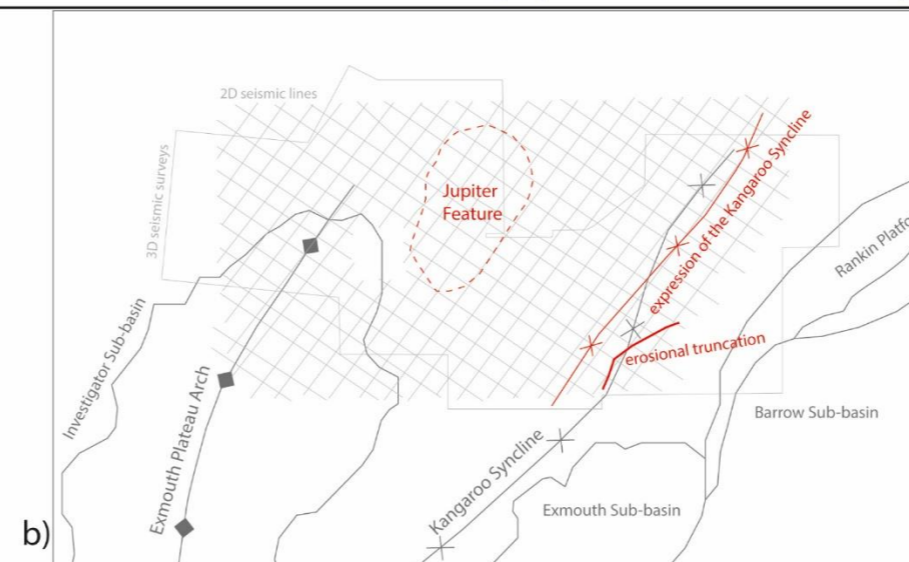 2D seismic lines
3D seismic surveys
Jupiter
Feature
expression of the Kangaroo Syncline
erosional truncation
Rankin
Investigator Sub-basin
Exmouth Plateau Arch
Kangaroo Syncline
Barrow Sub-basin
Exmouth Sub-basin
b)